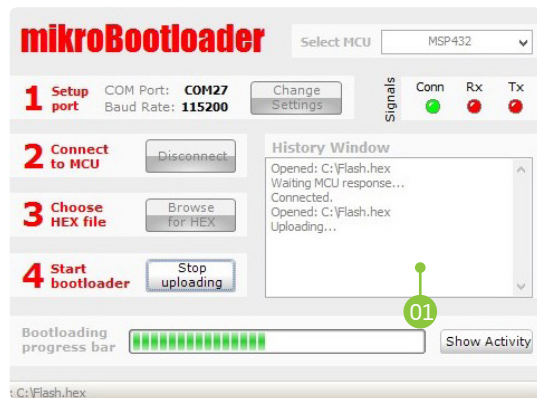 mikroBootloader
Select MCU MSP432
1 Setup port
COM Port: COM27
Baud Rate: 115200
Change Settings
Signals
Conn Rx Tx
2 Connect to MCU
Disconnect
History Window
Opened: C:\Flash.hex
Waiting MCU response...
Connected.
Opened: C:\Flash.hex
Uploading...
3 Choose HEX file
Browse for HEX
4 Start bootloader
Stop uploading
01
Bootloading progress bar
Show Activity
: C:\Flash.hex